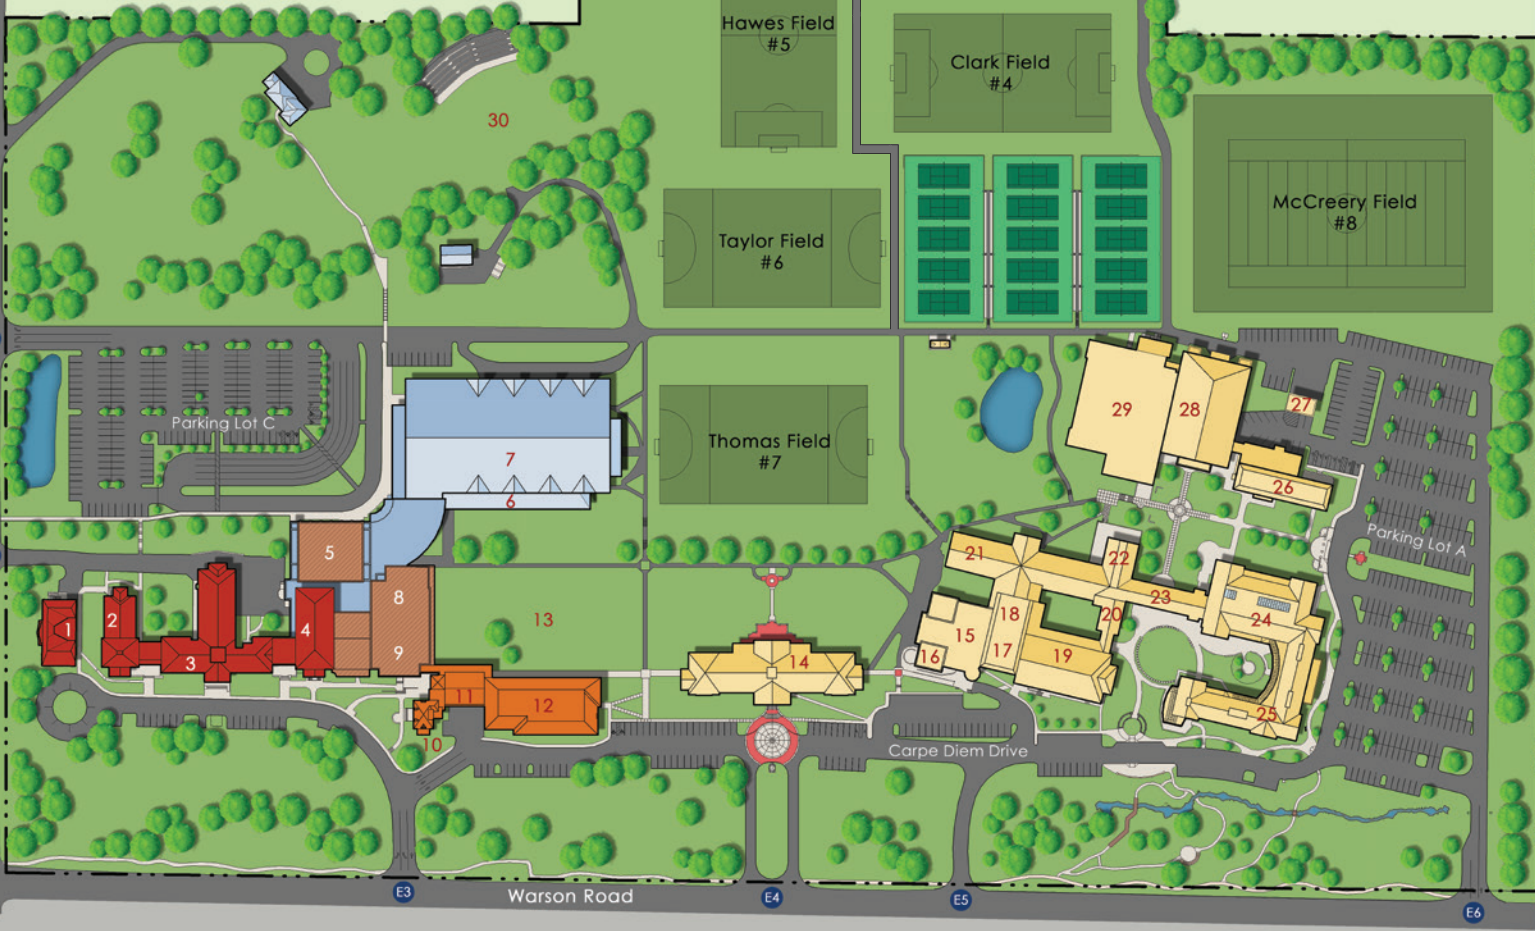 Hawes Field
#5
Clark Field
#4
30
McCreery Field
#8
Taylor Field
#6
29
28
27
Parking Lot C
Thomas Field
#7
7
6
26
Parking Lot A
5
21
22
8
23
18
20
24
1
2
13
4
15
3
9
16
17
19
14
11
12
25
10
Carpe Diem Drive
E3
Warson Road
E4
E5
E6